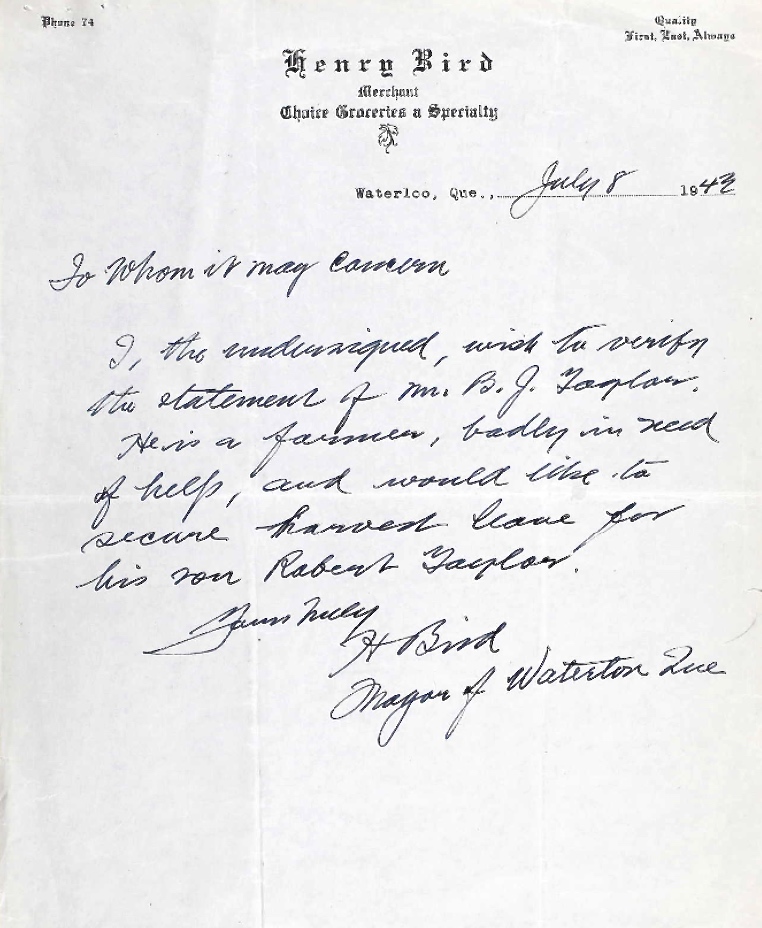 Phone 74
Quality
First, Last, Always
Henry Bird
Merchant
Choice Groceries a Specialty
Waterloo, Que., July 8 1943
To Whom it may Concern
I, the undersigned, wish to verify
the statement of Mr. B. J. Taylor.
He is a farmer, badly in need
of help, and would like to
secure harvest leave for
his son Robert Taylor.
Yours truly
H Bird
Mayor of Waterloo Que